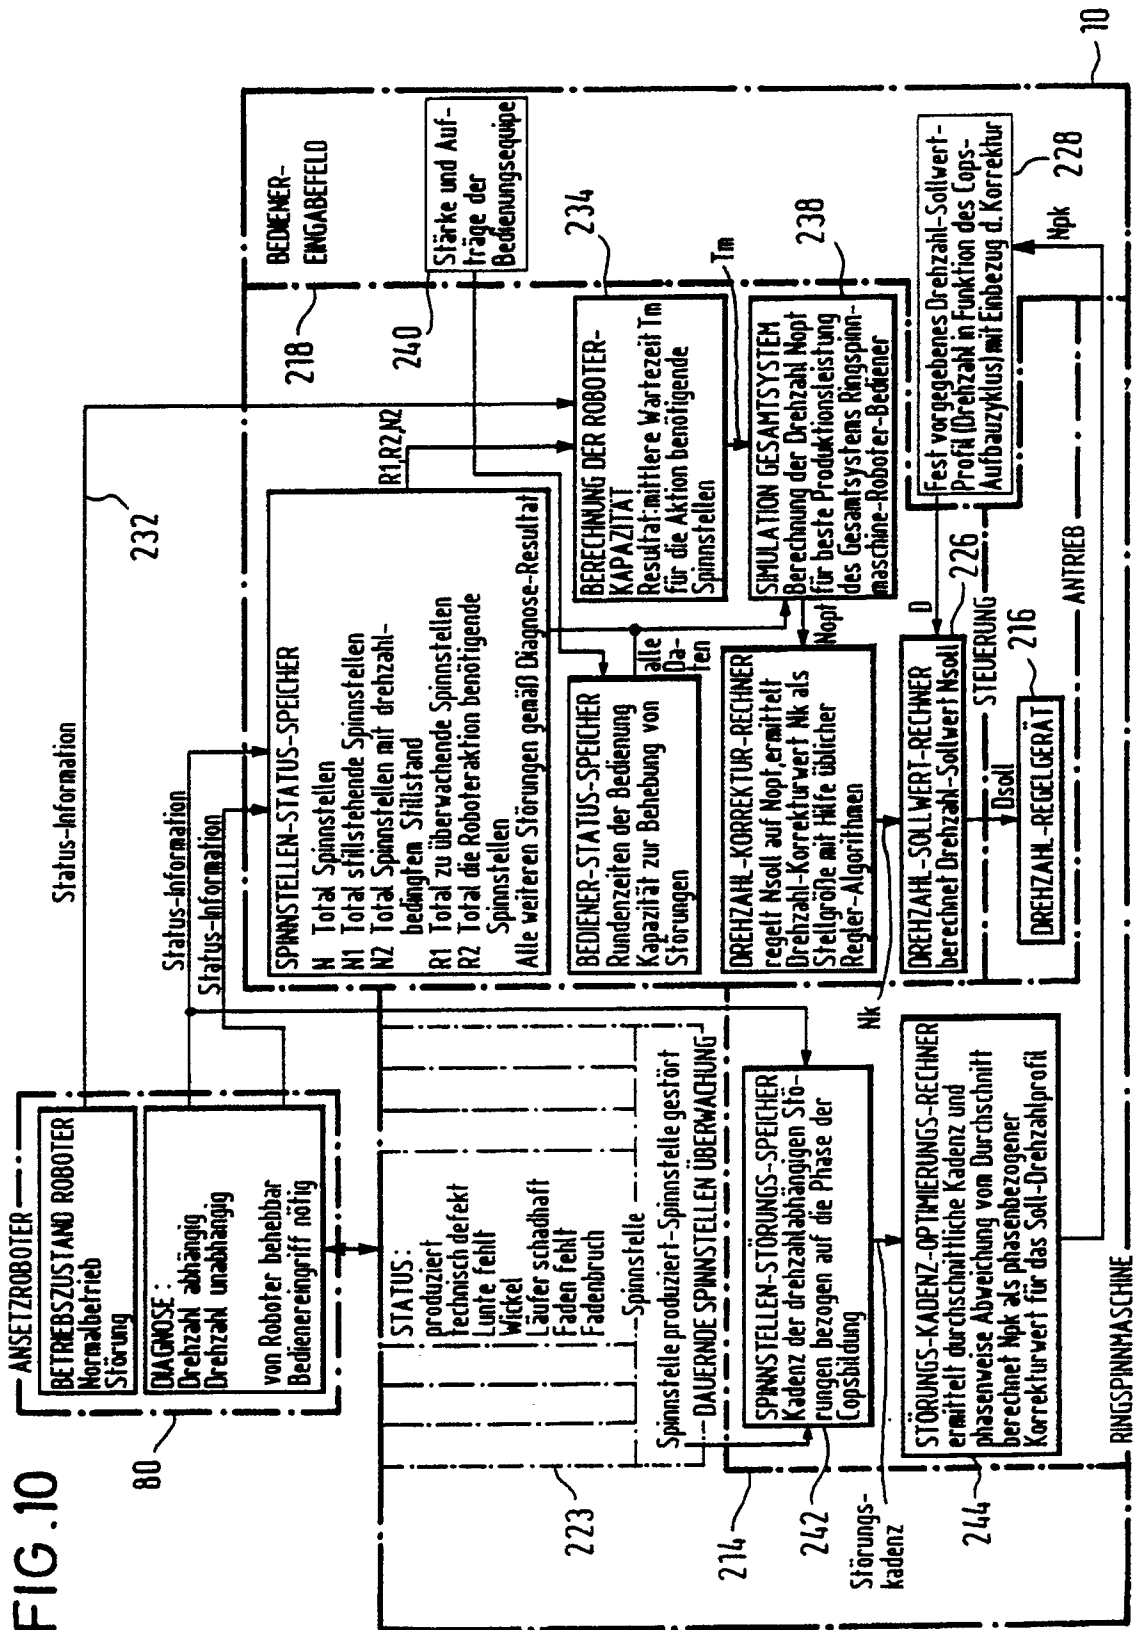 FIG.10
ANSETZROBOTER
BETRIEBSZUSTAND ROBOTER
Normalbetrieb
Störung
DIAGNOSE:
Drehzahl abhängig
Drehzahl unabhängig
von Roboter behebbar
Bedienereingriff nötig
80
Status-Information
232
Status-Information
Status-Information
STATUS:
produziert
Technisch defekt
Lunte fehlt
Wickel
Läufer schadhaft
Faden fehlt
Fadenbruch
Spinnstelle
Spinnstelle produziert-Spinnstelle gestört
DAUERNDE SPINNSTELLEN ÜBERWACHUNG
223
214
SPINNSTELLEN-STATUS-SPEICHER
N Total Spinnstellen
N1 Total stillstehende Spinnstellen
N2 Total Spinnstellen mit drehzahl-
bedingtem Stillstand
R1 Total zu überwachende Spinnstellen
R2 Total die Roboteraktion benötigende
Spinnstellen
Alle weiteren Störungen gemäß Diagnose-Resultat
R1,R2,N2
218
BEDIENER-
EINGABEFELD
240
Stärke und Auf-
träge der
Bedienungsequipe
10
BEDIENER-STATUS-SPEICHER
Rundenzeiten der Bedienung
Kapazität zur Behebung von
Störungen
alle
Da-
ten
BERECHNUNG DER ROBOTER-
KAPAZITÄT
Resultat:mittlere Wartezeit Tm
für die Aktion benötigende
Spinnstellen
234
Tm
SIMULATION GESAMTSYSTEM
Berechnung der Drehzahl Nopt
für beste Produktionsleistung
des Gesamtsystems Ringspinn-
maschine-Roboter-Bediener
238
Nopt
DREHZAHL-KORREKTUR-RECHNER
regelt Nsoll auf Nopt,ermittelt
Drehzahl-Korrekturwert Nk als
Stellgröße mit Hilfe üblicher
Regler-Algorithmen
Nk
DREHZAHL-SOLLWERT-RECHNER
berechnet Drehzahl-Sollwert Nsoll
226
D
Fest vorgegebenes Drehzahl-Sollwert-
Profil (Drehzahl in Funktion des Cops-
Aufbauzyklus) mit Einbezug d. Korrektur
228
Npk
STEUERUNG
Dsoll
DREHZAHL-REGELGERÄT
216
ANTRIEB
SPINNSTELLEN-STÖRUNGS-SPEICHER
Kadenz der drehzahlabhängigen Stö-
rungen bezogen auf die Phase der
Copsbildung
242
Störungs-
kadenz
STÖRUNGS-KADENZ-OPTIMIERUNGS-RECHNER
ermittelt durchschnittliche Kadenz und
phasenweise Abweichung vom Durchschnitt
berechnet Npk als phasenbezogener
Korrekturwert für das Soll-Drehzahlprofil
244
RINGSPINNMASCHINE